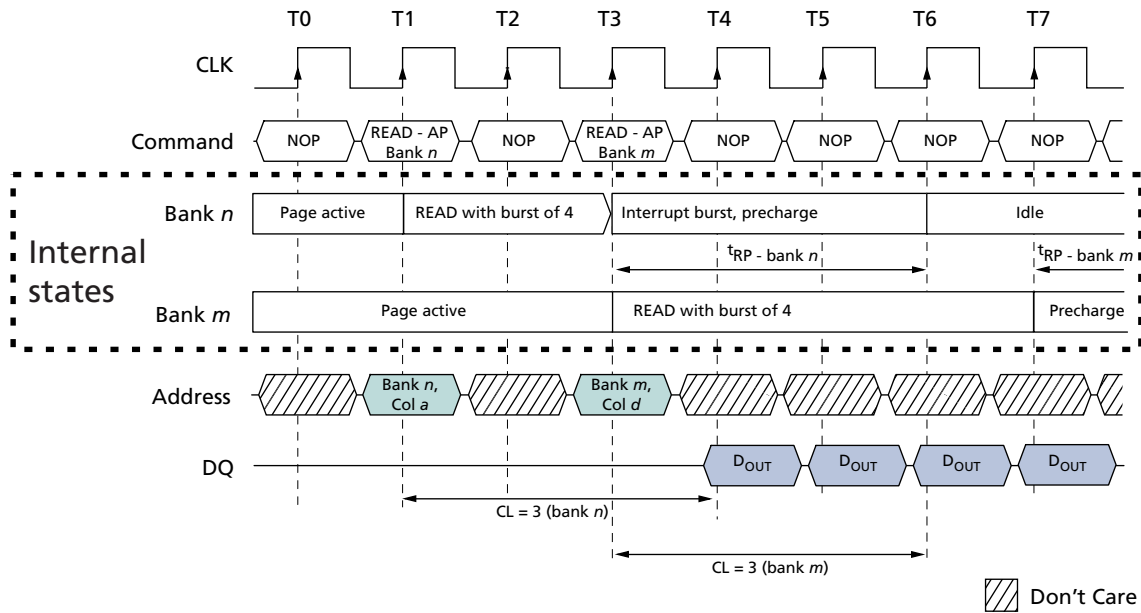 T0 T1 T2 T3 T4 T5 T6 T7
CLK
Command NOP READ - AP Bank n NOP READ - AP Bank m NOP NOP NOP NOP
Bank n Page active READ with burst of 4 Interrupt burst, precharge Idle
Internal states
tRP - bank n tRP - bank m
Bank m Page active READ with burst of 4 Precharge
Address Bank n, Col a Bank m, Col d
DQ DOUT DOUT DOUT DOUT
CL = 3 (bank n)
CL = 3 (bank m)
Don't Care